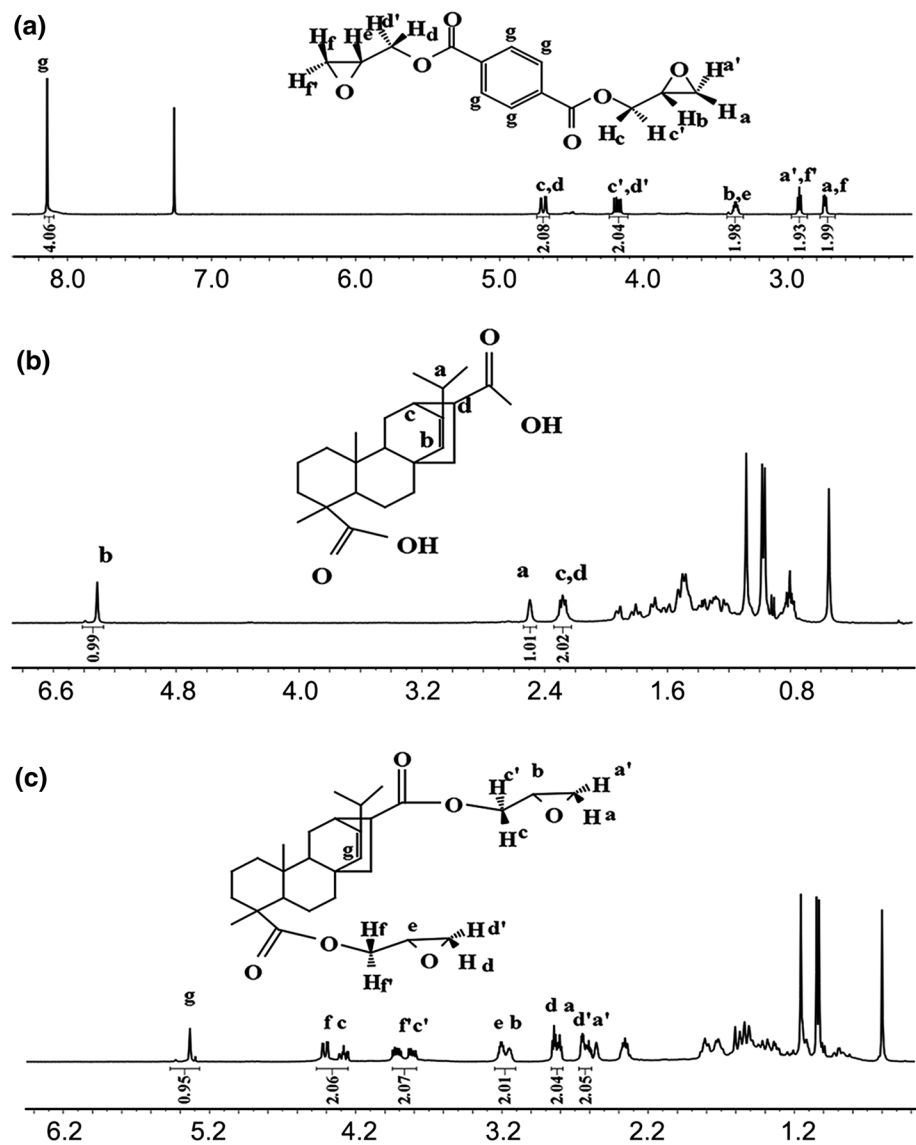 (a)
Hf
He
Hd'
Hd
O
O
g
g
g
g
O
O
Hf'
O
O
Ha'
Hb
Ha
Hc
Hc'
g
c,d
c',d'
b,e
a',f'
a,f
4.06
2.08
2.04
1.98
1.93
1.99
8.0 7.0 6.0 5.0 4.0 3.0
(b)
O
a
d
c
OH
b
OH
O
b
a
c,d
0.99
1.01
2.02
6.6 4.8 4.0 3.2 2.4 1.6 0.8
(c)
O
c'
b
a'
H
H
O
O
Ha
Hc
g
Hf
e
H d'
O
O
H d
O
Hf'
g
f c
f'c'
e b
d a
d'a'
0.95
2.06
2.07
2.01
2.04
2.05
6.2 5.2 4.2 3.2 2.2 1.2